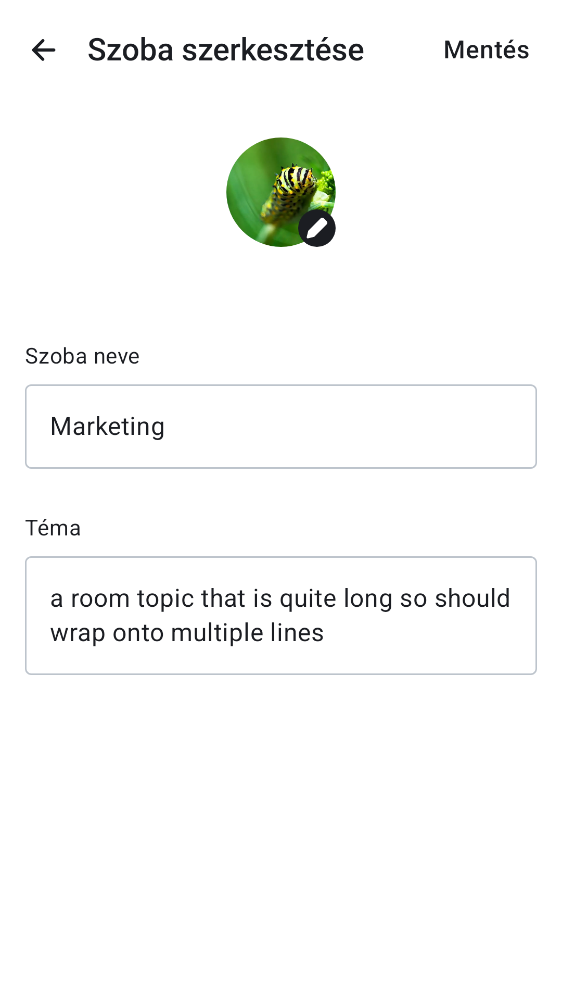 Szoba szerkesztése
Mentés
Szoba neve
Marketing
Téma
a room topic that is quite long so should
wrap onto multiple lines